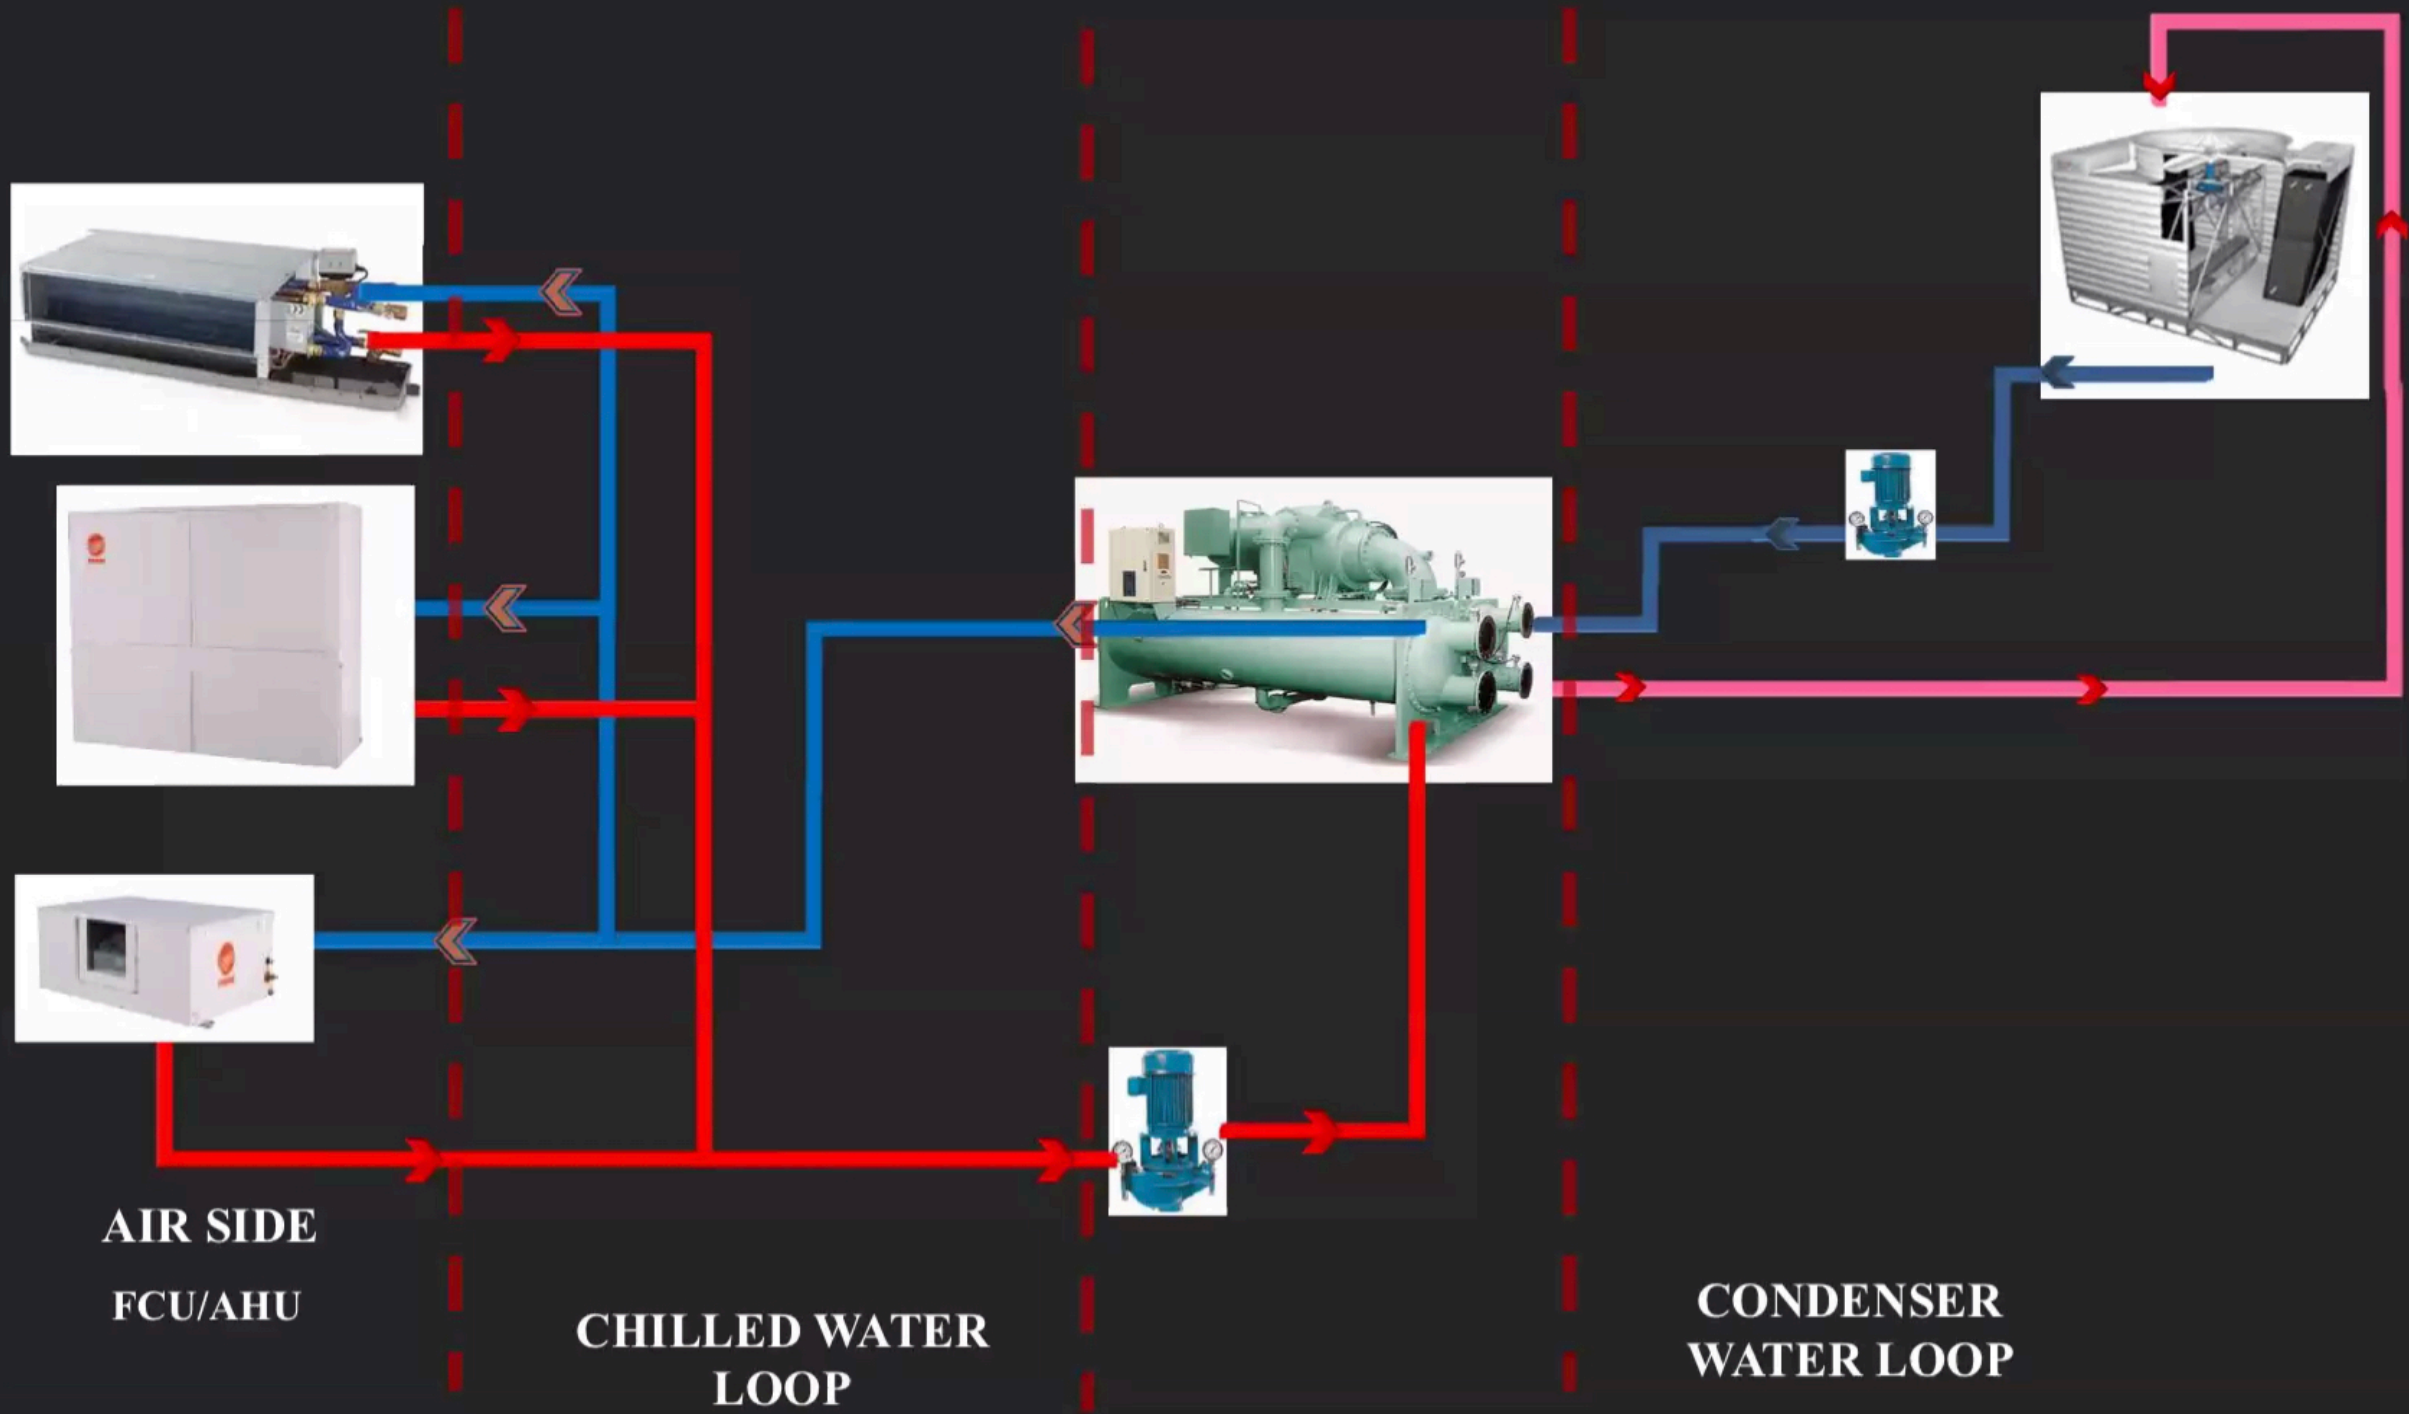 AIR SIDE
FCU/AHU
CHILLED WATER
LOOP
CONDENSER
WATER LOOP